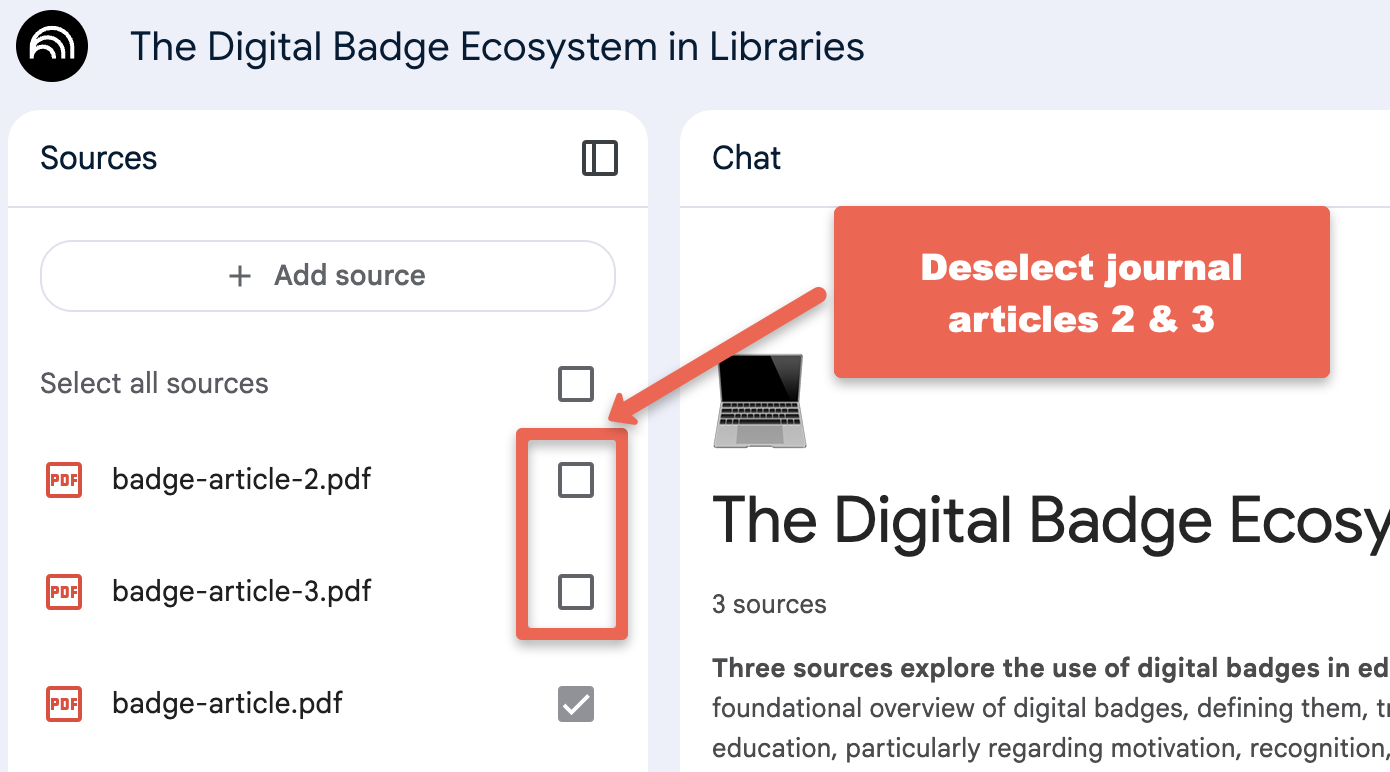 The Digital Badge Ecosystem in Libraries
Sources
Add source
Select all sources
PDF badge-article-2.pdf
PDF badge-article-3.pdf
PDF badge-article.pdf
Chat
Deselect journal
articles 2 & 3
The Digital Badge Ecosy
3 sources
Three sources explore the use of digital badges in ed
foundational overview of digital badges, defining them, tr
education, particularly regarding motivation, recognition,